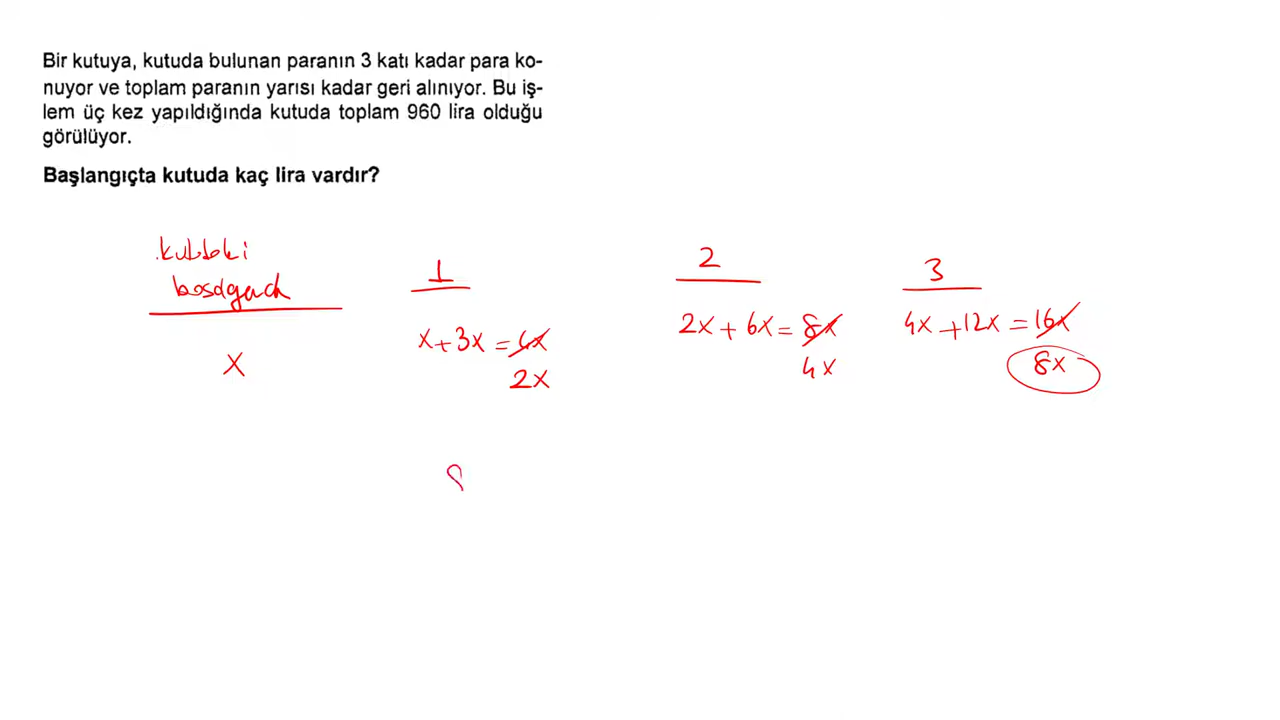 Bir kutuya, kutuda bulunan paranın 3 katı kadar para ko-
nuyor ve toplam paranın yarısı kadar geri alınıyor. Bu iş-
lem üç kez yapıldığında kutuda toplam 960 lira olduğu
görülüyor.
Başlangıçta kutuda kaç lira vardır?
1
2
3
x
x+3x = 4x
2x
2x + 6x = 8x
4x
4x + 12x = 16x
8x